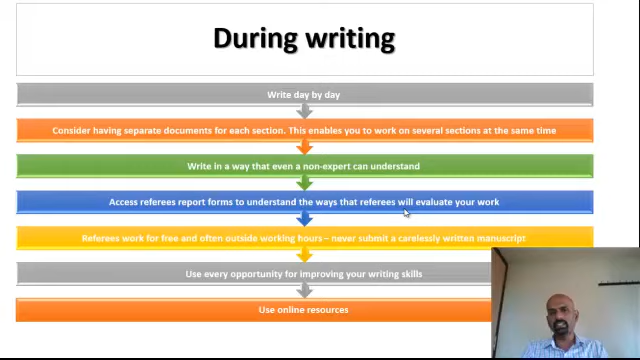 During writing
Write day by day
Consider having separate documents for each section. This enables you to work on several sections at the same time
Write in a way that even a non-expert can understand
Access referees report forms to understand the ways that referees will evaluate your work
Referees work for free and often outside working hours – never submit a carelessly written manuscript
Use every opportunity for improving your writing skills
Use online resources